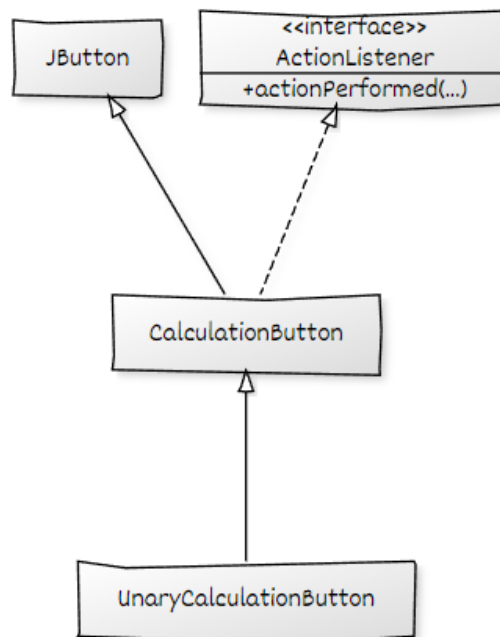 JButton
<<interface>>
ActionListener
+actionPerformed(...)
CalculationButton
UnaryCalculationButton